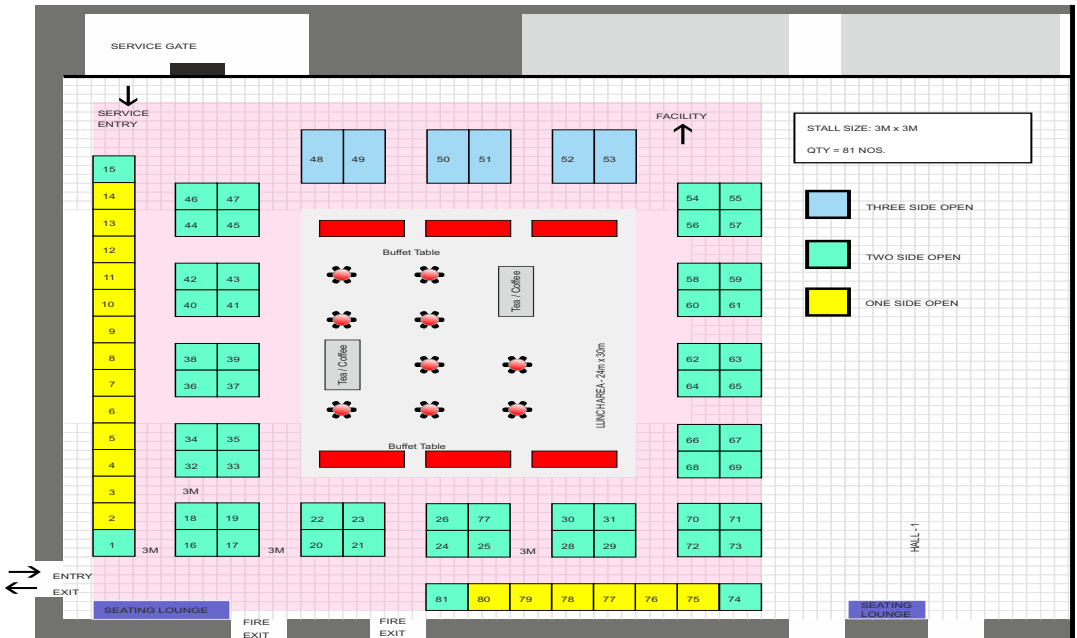 SERVICE GATE
SERVICE
ENTRY
FACILITY
STALL SIZE: 3M x 3M
QTY = 81 NOS.
48 49 50 51 52 53
15
14
13
12
11
10
9
8
7
6
5
4
3
2
1
46 47
44 45
42 43
40 41
38 39
36 37
34 35
32 33
3M
18 19
16 17
3M
3M
22 23
20 21
26 77
24 25
3M
30 31
28 29
54 55
56 57
58 59
60 61
62 63
64 65
66 67
68 69
70 71
72 73
Buffet Table
Tea / Coffee
Tea / Coffee
LUNCH AREA - 24m x 30m
Buffet Table
THREE SIDE OPEN
TWO SIDE OPEN
ONE SIDE OPEN
HALL - 1
ENTRY
EXIT
81 80 79 78 77 76 75 74
SEATING LOUNGE
FIRE
EXIT
FIRE
EXIT
SEATING
LOUNGE